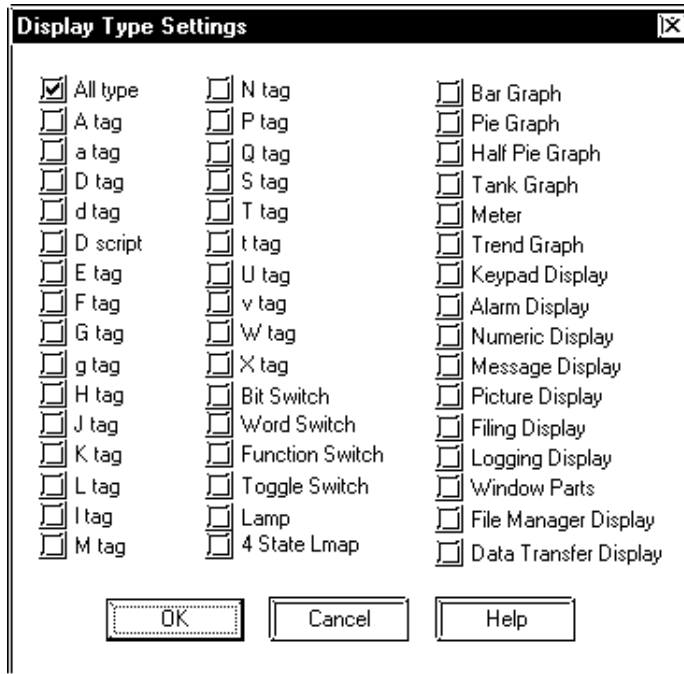 Display Type Settings
All type
A tag
a tag
D tag
d tag
D script
E tag
F tag
G tag
g tag
H tag
J tag
K tag
L tag
l tag
M tag
N tag
P tag
Q tag
S tag
T tag
t tag
U tag
v tag
W tag
X tag
Bit Switch
Word Switch
Function Switch
Toggle Switch
Lamp
4 State Lmap
Bar Graph
Pie Graph
Half Pie Graph
Tank Graph
Meter
Trend Graph
Keypad Display
Alarm Display
Numeric Display
Message Display
Picture Display
Filing Display
Logging Display
Window Parts
File Manager Display
Data Transfer Display
OK
Cancel
Help